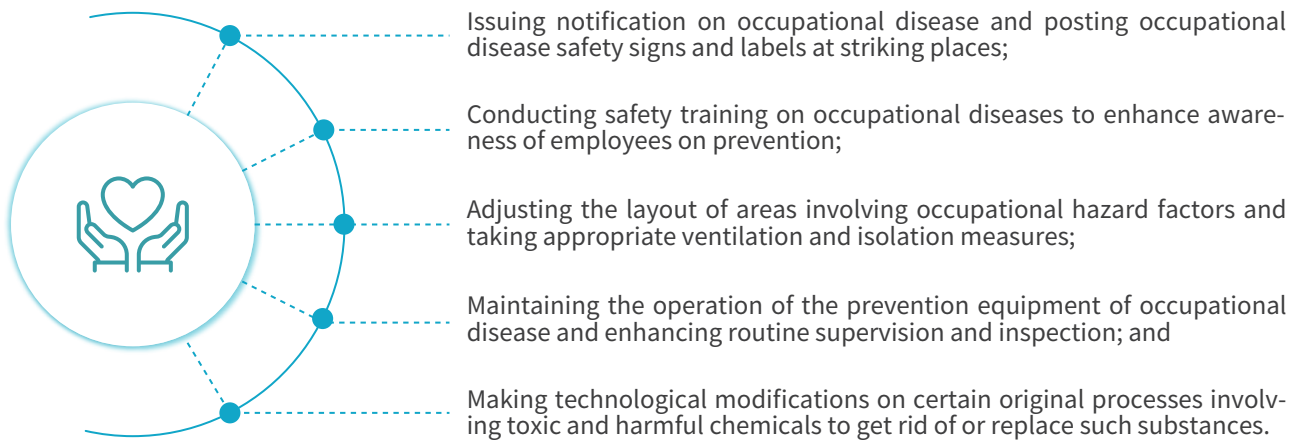 Issuing notification on occupational disease and posting occupational
disease safety signs and labels at striking places;
Conducting safety training on occupational diseases to enhance aware-
ness of employees on prevention;
Adjusting the layout of areas involving occupational hazard factors and
taking appropriate ventilation and isolation measures;
Maintaining the operation of the prevention equipment of occupational
disease and enhancing routine supervision and inspection; and
Making technological modifications on certain original processes involv-
ing toxic and harmful chemicals to get rid of or replace such substances.